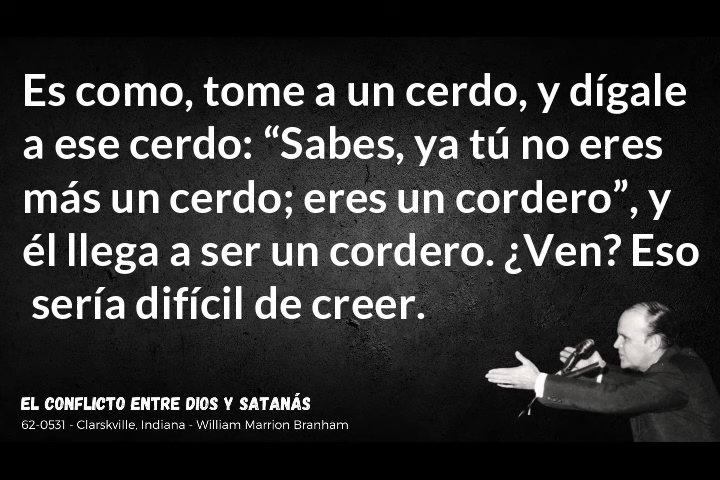 Es como, tome a un cerdo, y dígale
a ese cerdo: “Sabes, ya tú no eres
más un cerdo; eres un cordero”, y
él llega a ser un cordero. ¿Ven? Eso
sería difícil de creer.
EL CONFLICTO ENTRE DIOS Y SATANÁS
62-0531 - Clarskville, Indiana - William Marrion Branham